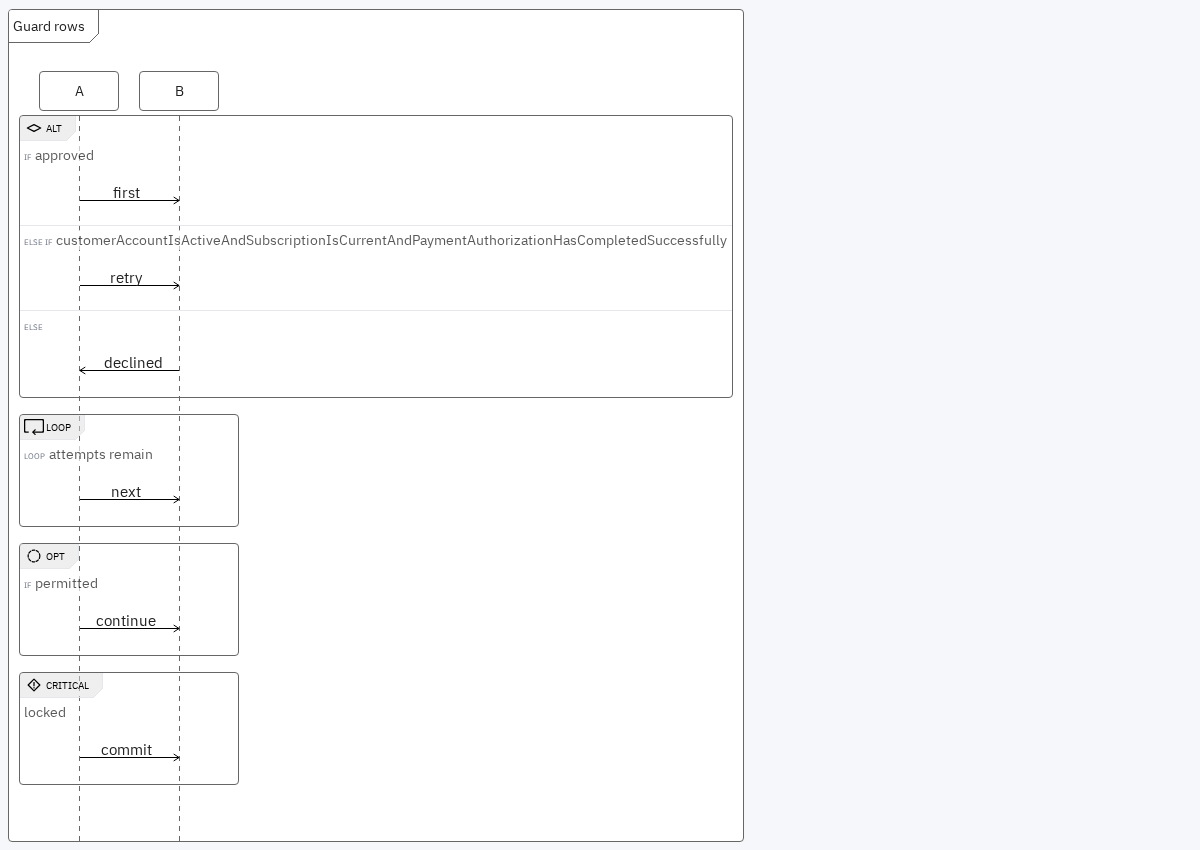 Guard rows
A B
ALT
IF approved
first
ELSE IF customerAccountIsActiveAndSubscriptionIsCurrentAndPaymentAuthorizationHasCompletedSuccessfully
retry
ELSE
declined
LOOP
LOOP attempts remain
next
OPT
IF permitted
continue
CRITICAL
locked
commit